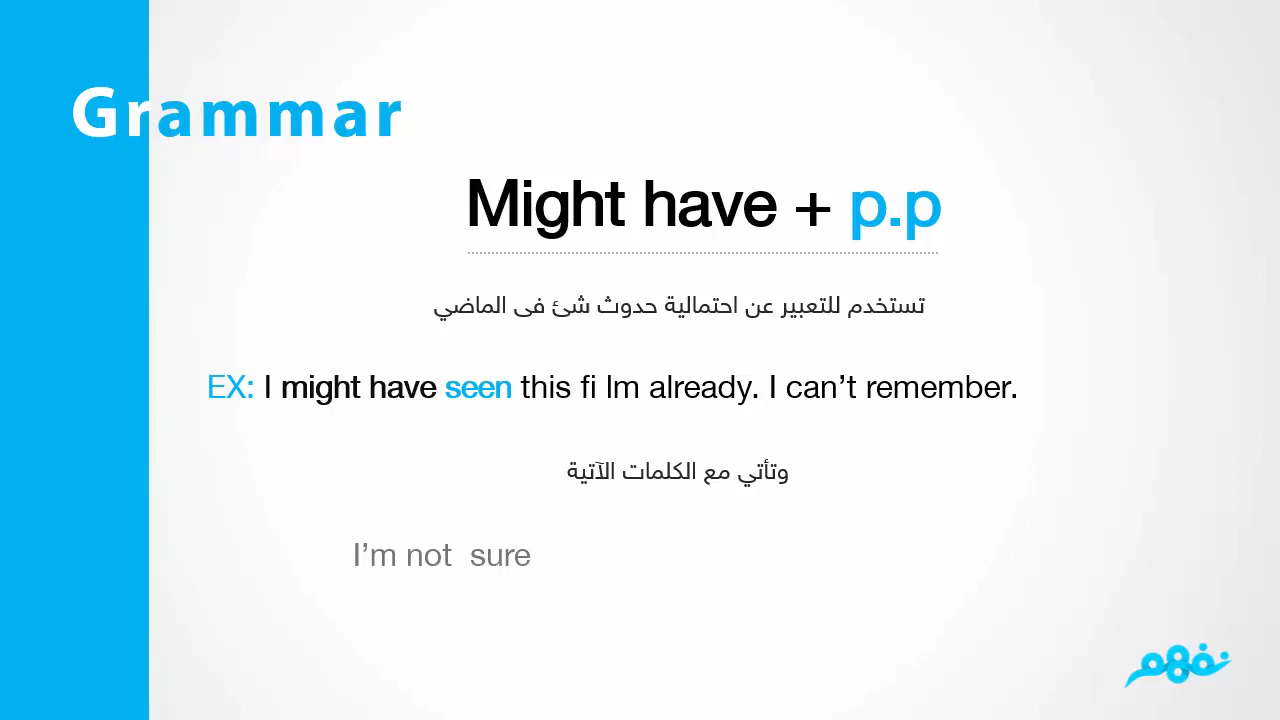 Grammar
Might have + p.p
تستخدم للتعبير عن احتمالية حدوث شئ فى الماضي
EX: I might have seen this fi lm already. I can’t remember.
وتأتي مع الكلمات الآتية
I’m not  sure
نفهم